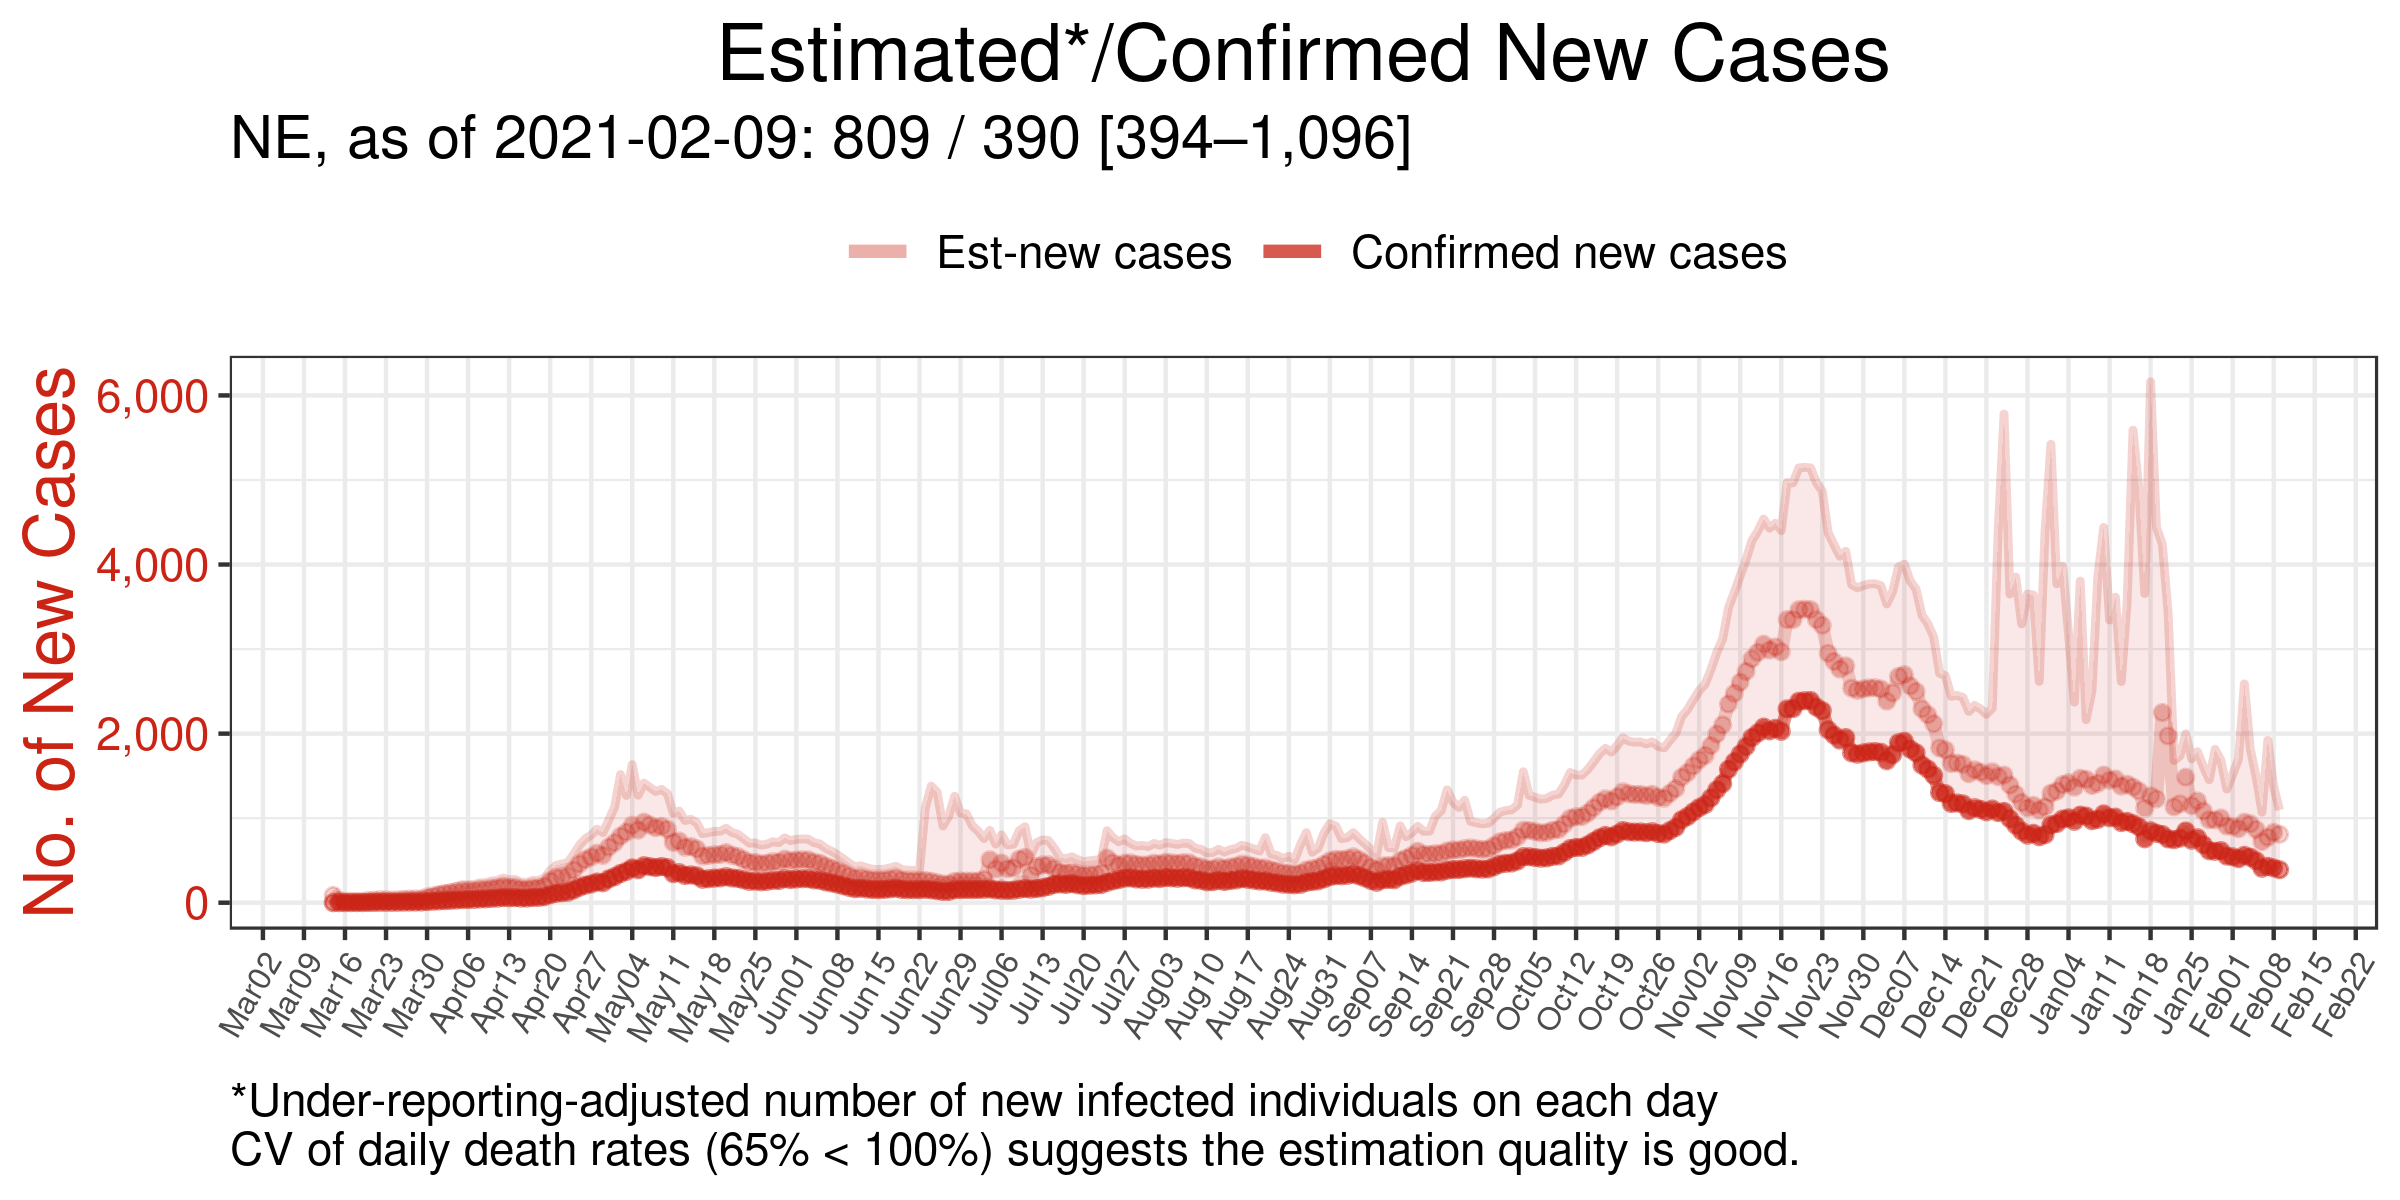 Estimated*/Confirmed New Cases
NE, as of 2021-02-09: 809 / 390 [394–1,096]
Est-new cases Confirmed new cases
No. of New Cases
6,000
4,000
2,000
0
Mar02 Mar09 Mar16 Mar23 Mar30 Apr06 Apr13 Apr20 Apr27 May04 May11 May18 May25 Jun01 Jun08 Jun15 Jun22 Jun29 Jul06 Jul13 Jul20 Jul27 Aug03 Aug10 Aug17 Aug24 Aug31 Sep07 Sep14 Sep21 Sep28 Oct05 Oct12 Oct19 Oct26 Nov02 Nov09 Nov16 Nov23 Nov30 Dec07 Dec14 Dec21 Dec28 Jan04 Jan11 Jan18 Jan25 Feb01 Feb08 Feb15 Feb22
*Under-reporting-adjusted number of new infected individuals on each day
CV of daily death rates (65% < 100%) suggests the estimation quality is good.